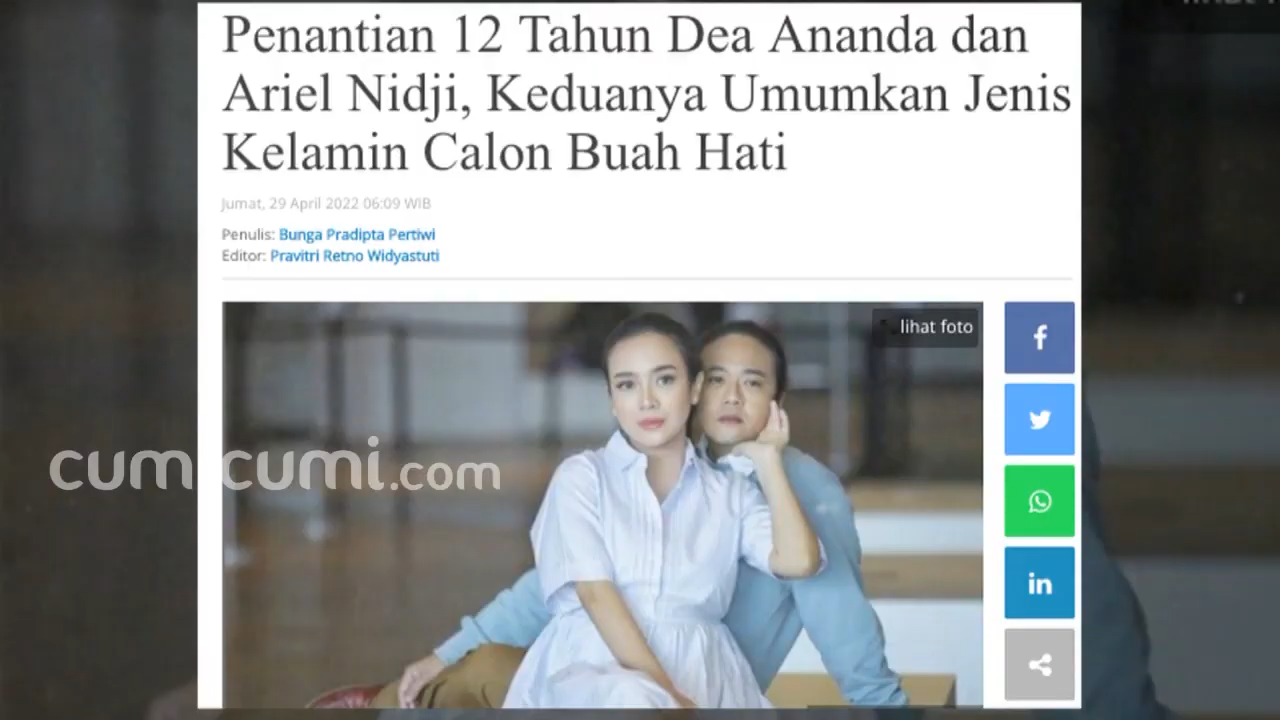 Penantian 12 Tahun Dea Ananda dan
Ariel Nidji, Keduanya Umumkan Jenis
Kelamin Calon Buah Hati
Jumat, 29 April 2022 06:09 WIB
Penulis: Bunga Pradipta Pertiwi
Editor: Pravitri Retno Widyastuti
lihat foto
cumicumi.com